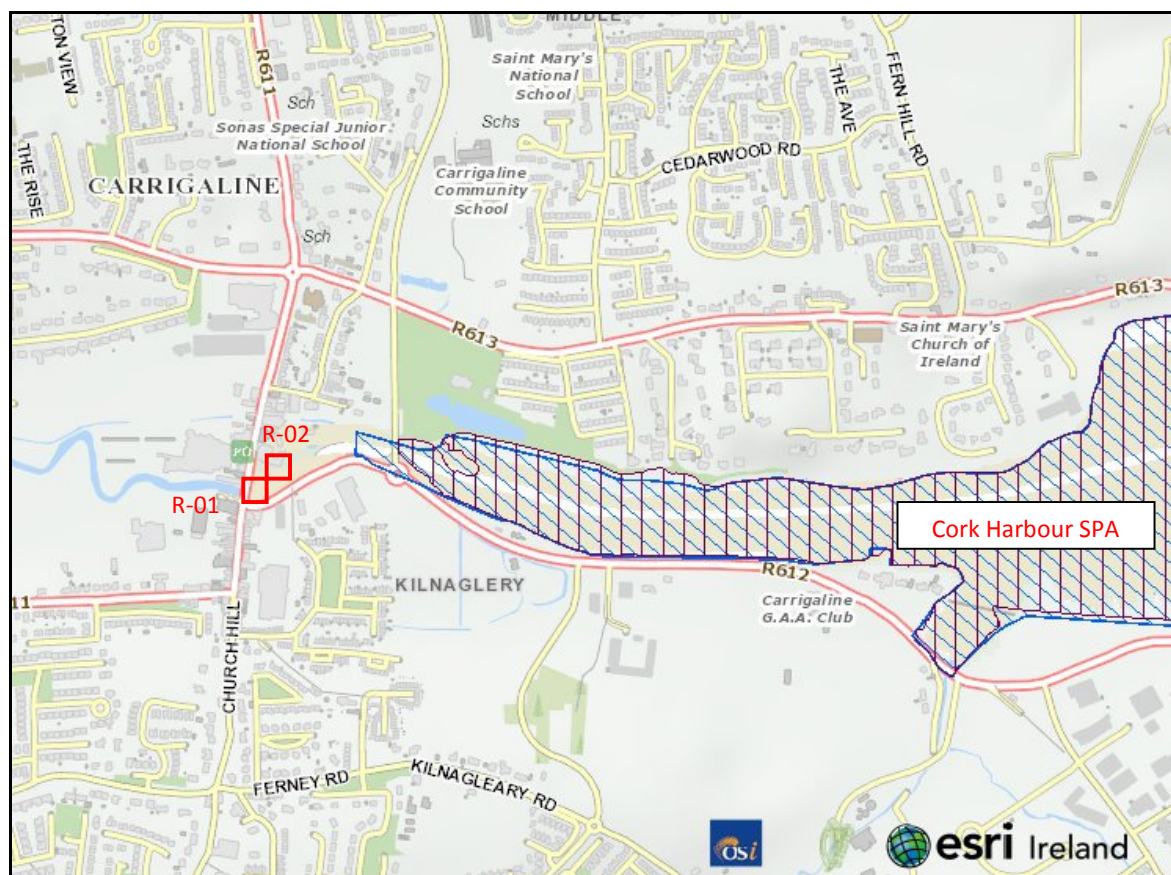 MIDDLE
TON VIEW
R611
Saint Mary's
National
School
THE AVE
FERN HILL RD
Sch
Sonas Special Junior
National School
Schs
THE RISE
CEDARWOOD RD
CARRIGALINE
Carrigaline
Community
School
Sch
R613
R613
Saint Mary's
Church of
Ireland
R-02
R-01
Cork Harbour SPA
KILNAGLERY
R612
11
Carrigaline
G.A.A. Club
CHURCH HILL
FERNEY RD
KILNAGLEARY RD
OSi
esri Ireland